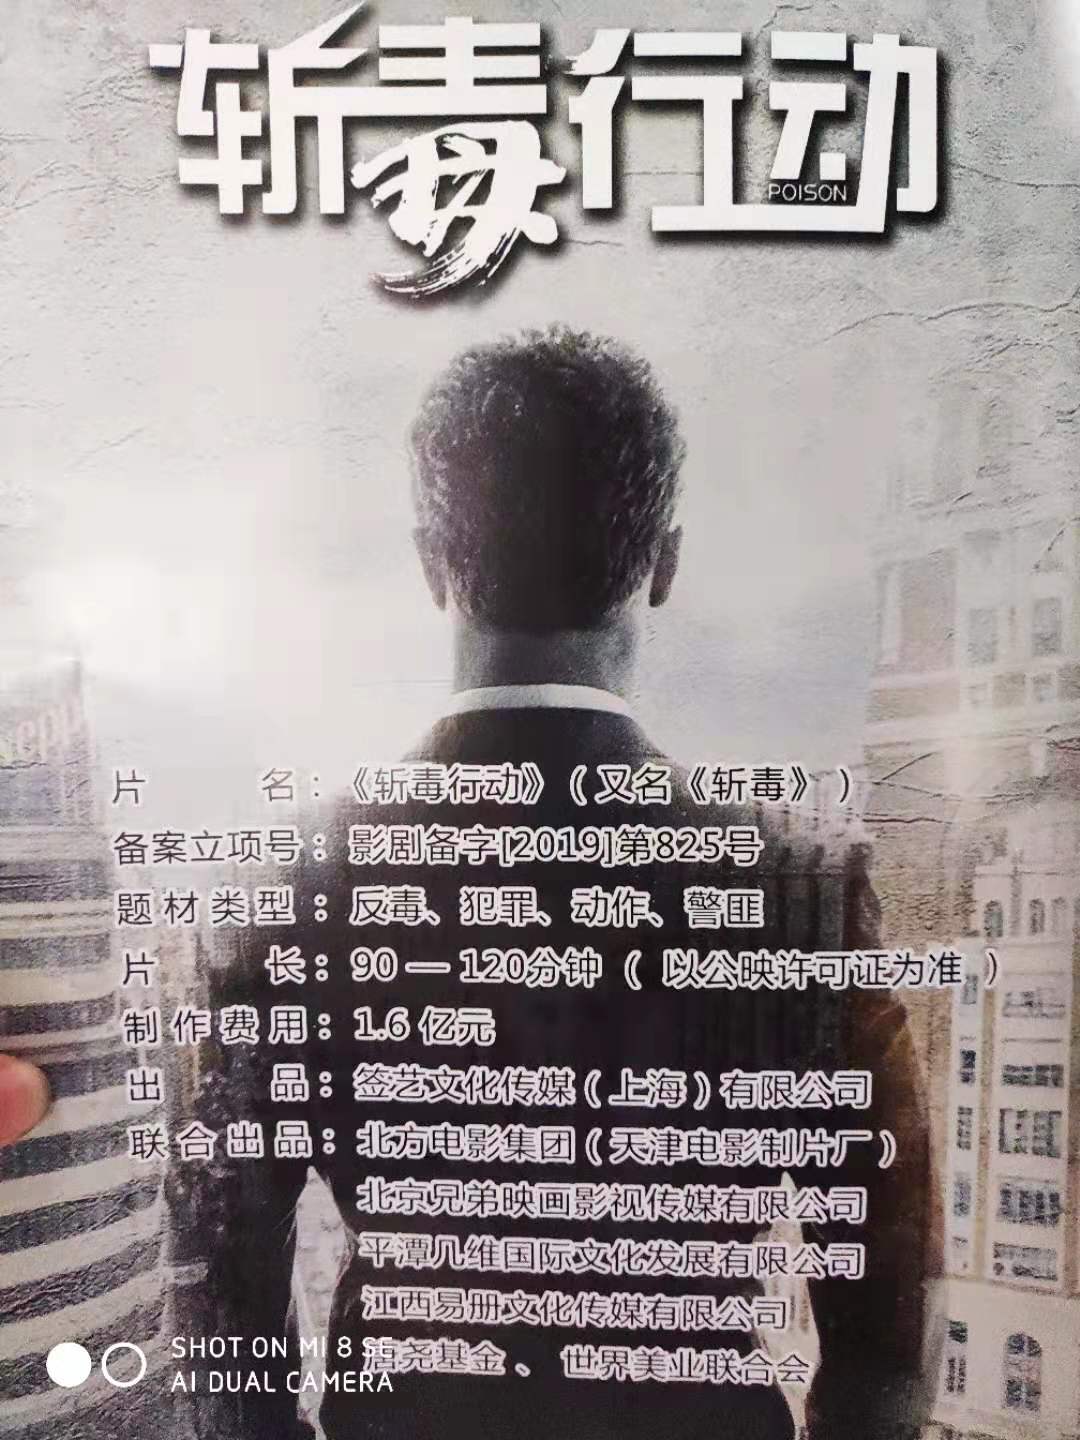 斩毒行动
POISON
片名：《斩毒行动》（又名《斩毒》）
备案立项号：影剧备字[2019]第825号
题材类型：反毒、犯罪、动作、警匪
片长：90 — 120分钟（以公映许可证为准）
制作费用：1.6 亿元
出品：签艺文化传媒（上海）有限公司
联合出品：北方电影集团（天津电影制片厂）
北京兄弟映画影视传媒有限公司
平潭几维国际文化发展有限公司
江西易册文化传媒有限公司
尧基金、世界美业联合会
SHOT ON MI 8 SE
AI DUAL CAMERA